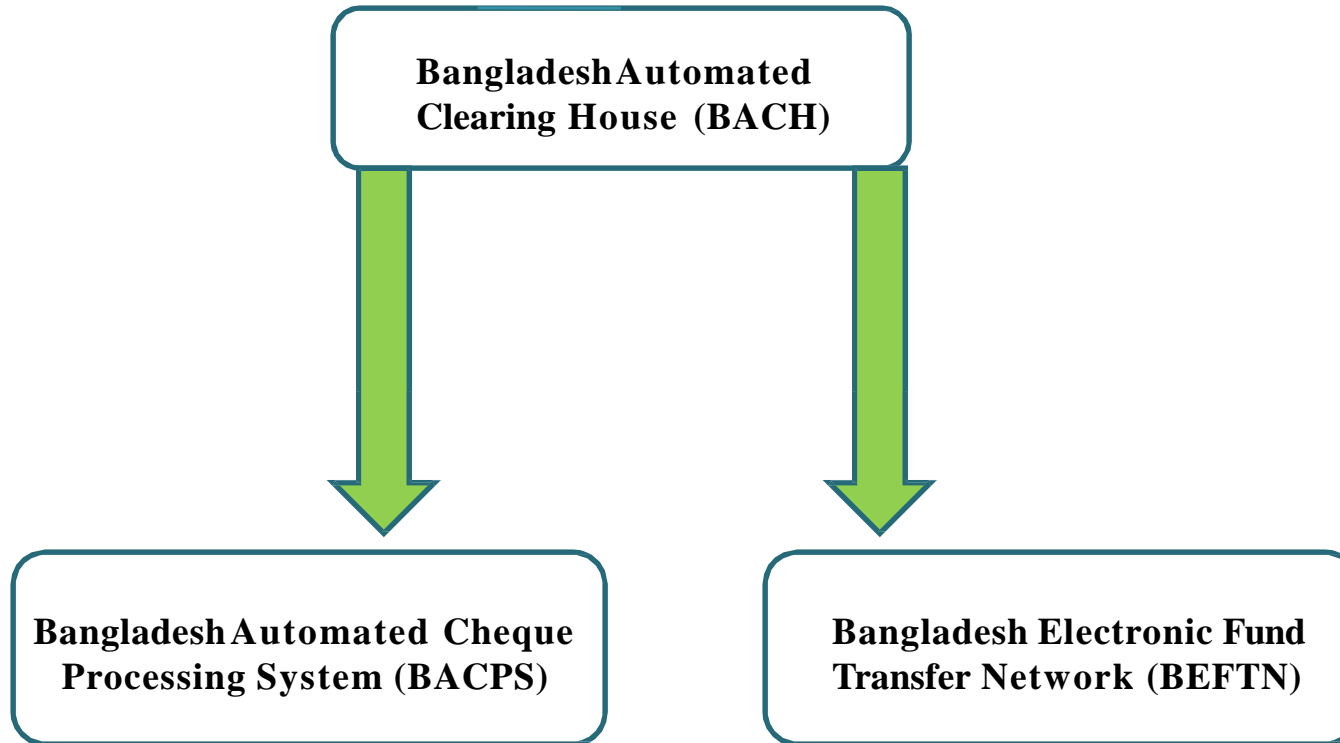 Bangladesh Automated
Clearing House (BACH)
Bangladesh Automated Cheque
Processing System (BACPS)
Bangladesh Electronic Fund
Transfer Network (BEFTN)